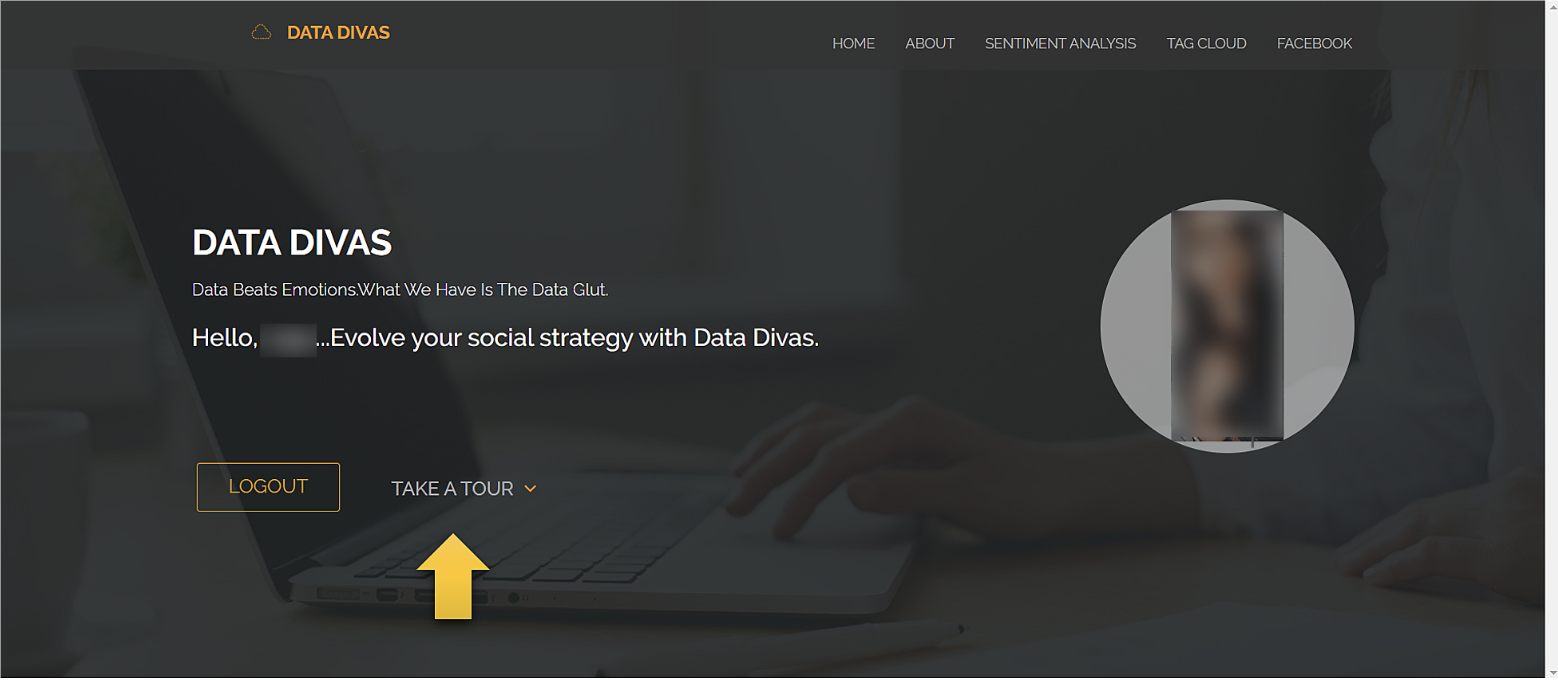 DATA DIVAS
HOME ABOUT SENTIMENT ANALYSIS TAG CLOUD FACEBOOK
DATA DIVAS
Data Beats Emotions.What We Have Is The Data Glut.
Hello, ...Evolve your social strategy with Data Divas.
LOGOUT TAKE A TOUR